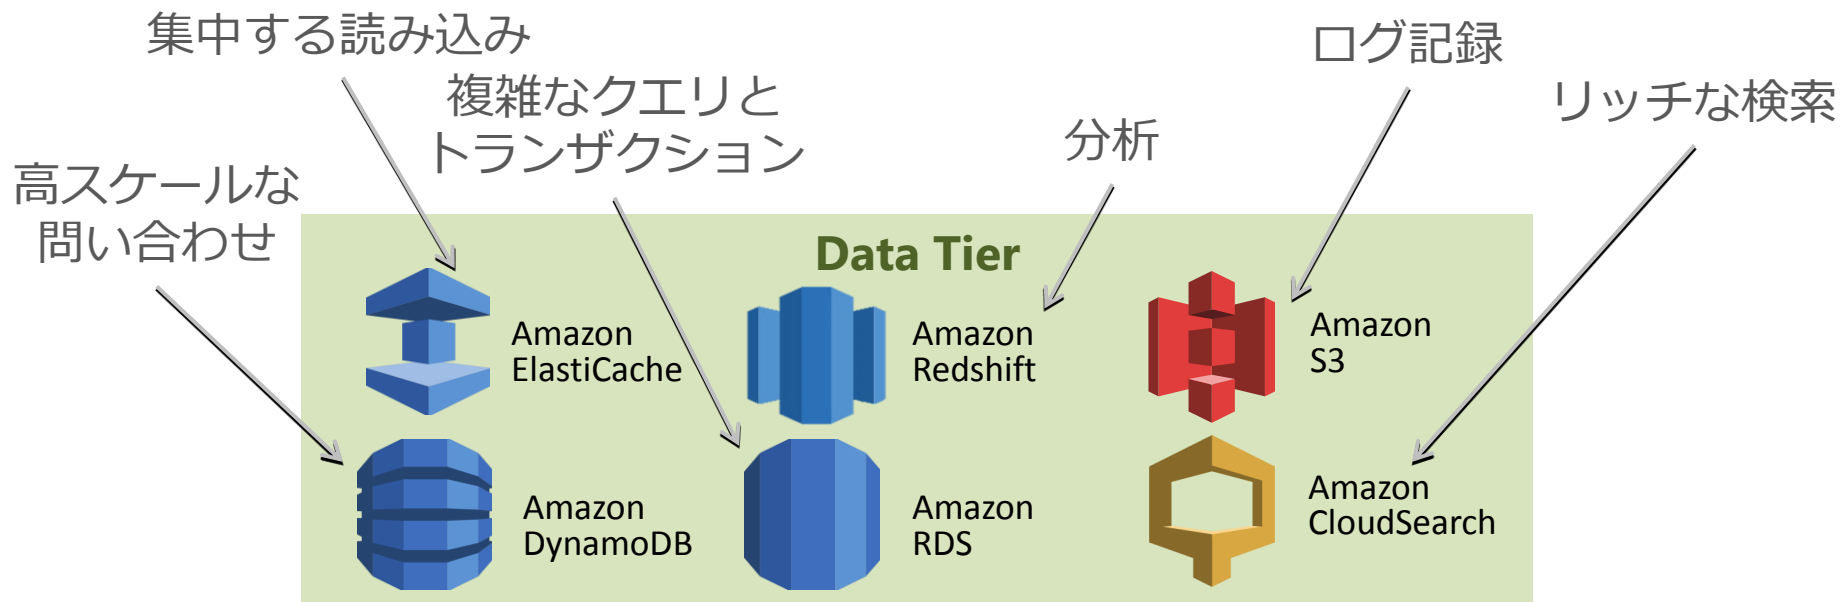 集中する読み込み
複雑なクエリと
トランザクション
高スケールな
問い合わせ
分析
ログ記録
リッチな検索
Data Tier
Amazon
ElastiCache
Amazon
Redshift
Amazon
S3
Amazon
DynamoDB
Amazon
RDS
Amazon
CloudSearch